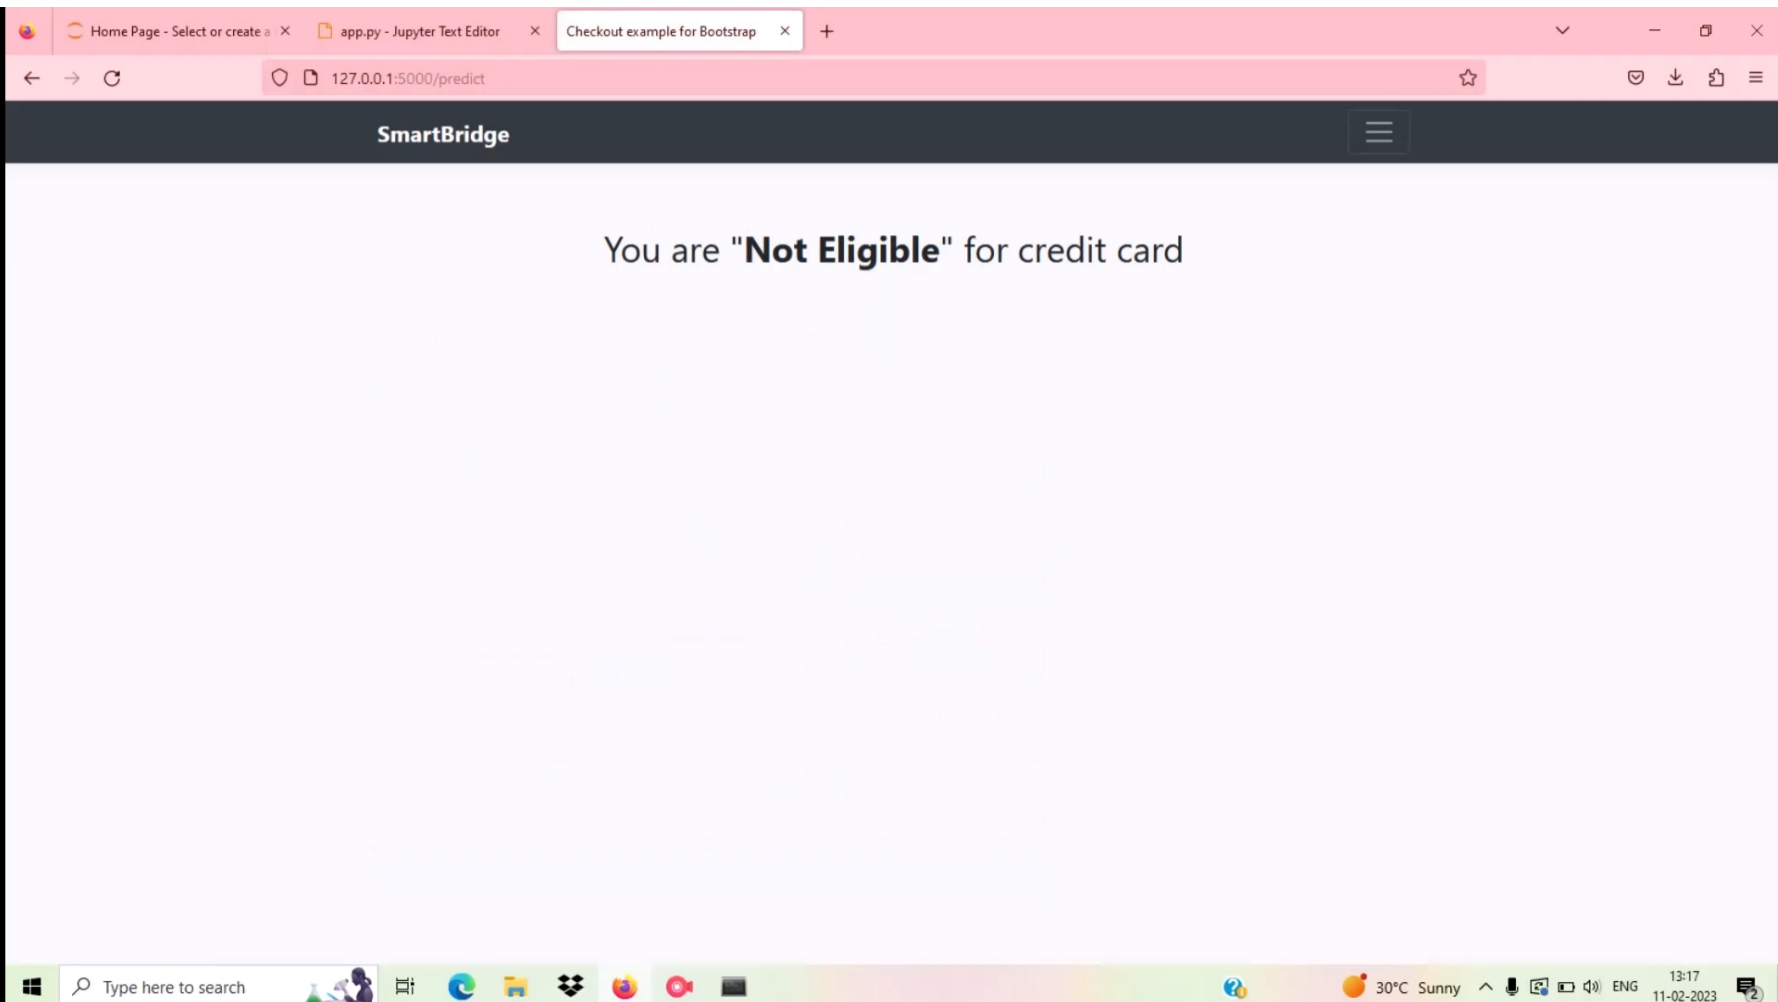 Home Page - Select or create a
app.py - Jupyter Text Editor
Checkout example for Bootstrap
127.0.0.1:5000/predict
SmartBridge
You are "Not Eligible" for credit card
Type here to search
30°C Sunny
ENG
13:17
11-02-2023
2